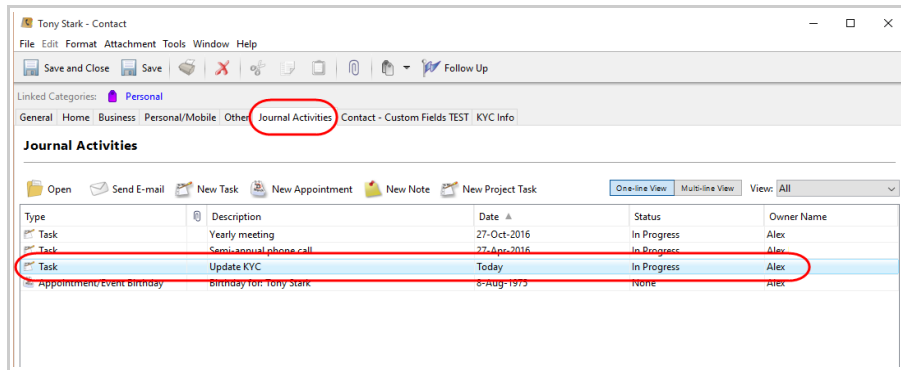 Tony Stark - Contact
File Edit Format Attachment Tools Window Help
Save and Close Save Follow Up
Linked Categories: Personal
General Home Business Personal/Mobile Other Journal Activities Contact - Custom Fields TEST KYC Info
Journal Activities
Open Send E-mail New Task New Appointment New Note New Project Task One-line View Multi-line View View: All
Type Description Date Status Owner Name
Task Yearly meeting 27-Oct-2016 In Progress Alex
Task Semi-annual phone call 27-Apr-2016 In Progress Alex
Task Update KYC Today In Progress Alex
Appointment/Event Birthday Birthday for: Tony Stark 8-Aug-1975 None Alex